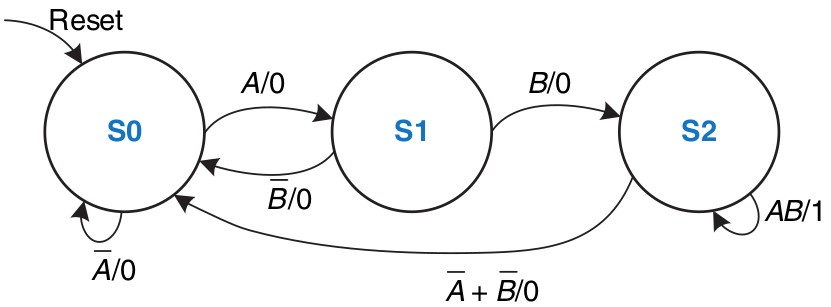 Reset
A/0
B/0
S0
S1
S2
B̅/0
AB/1
A̅/0
A̅ + B̅/0